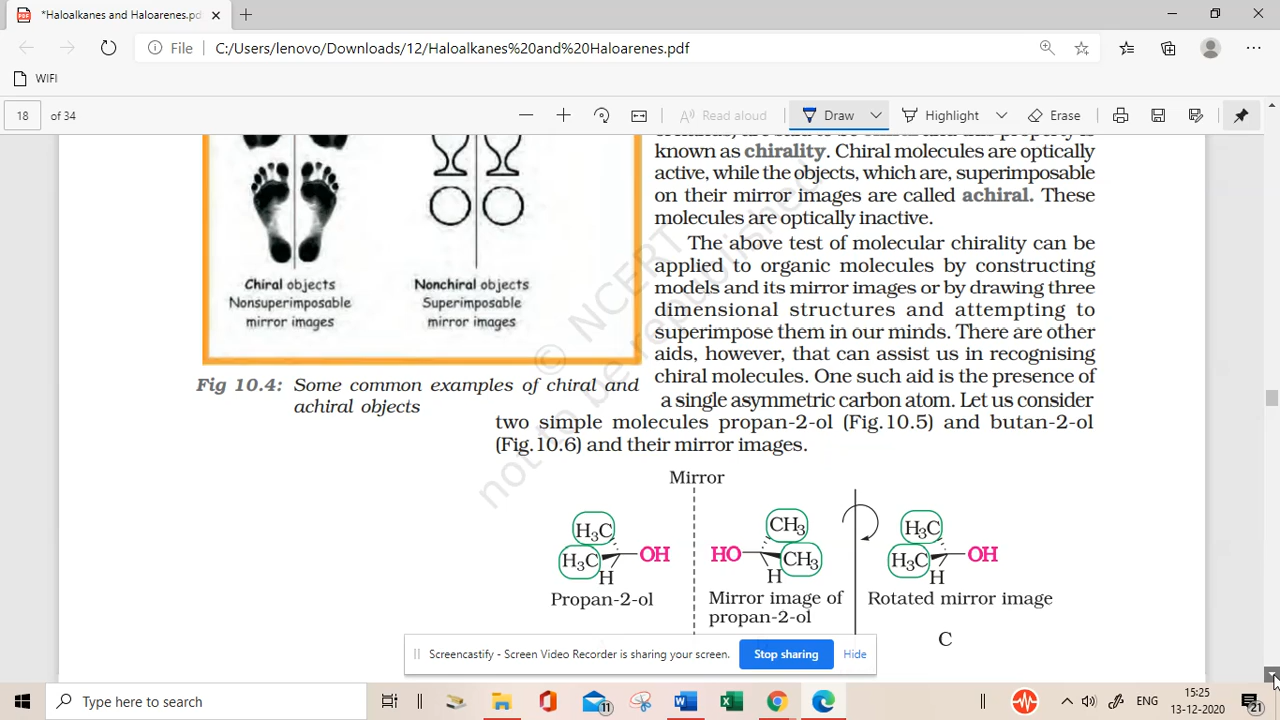 *Haloalkanes and Haloarenes.pd
File
C:/Users/lenovo/Downloads/12/Haloalkanes%20and%20Haloarenes.pdf
WIFI
18 of 34
Read aloud
Draw
Highlight
Erase
known as chirality. Chiral molecules are optically
active, while the objects, which are, superimposable
on their mirror images are called achiral. These
molecules are optically inactive.
The above test of molecular chirality can be
applied to organic molecules by constructing
models and its mirror images or by drawing three
dimensional structures and attempting to
superimpose them in our minds. There are other
aids, however, that can assist us in recognising
chiral molecules. One such aid is the presence of
a single asymmetric carbon atom. Let us consider
two simple molecules propan-2-ol (Fig.10.5) and butan-2-ol
(Fig.10.6) and their mirror images.
Chiral objects
Nonsuperimposable
mirror images
Nonchiral objects
Superimposable
mirror images
Fig 10.4: Some common examples of chiral and
achiral objects
© NCERT
not to be republished
Mirror
H₃C
H₃C
OH
H
Propan-2-ol
CH₃
HO
CH₃
H
Mirror image of
propan-2-ol
H₃C
H₃C
OH
H
Rotated mirror image
C
Screencastify - Screen Video Recorder is sharing your screen.
Stop sharing
Hide
Type here to search
11
ENG
15:25
13-12-2020
21